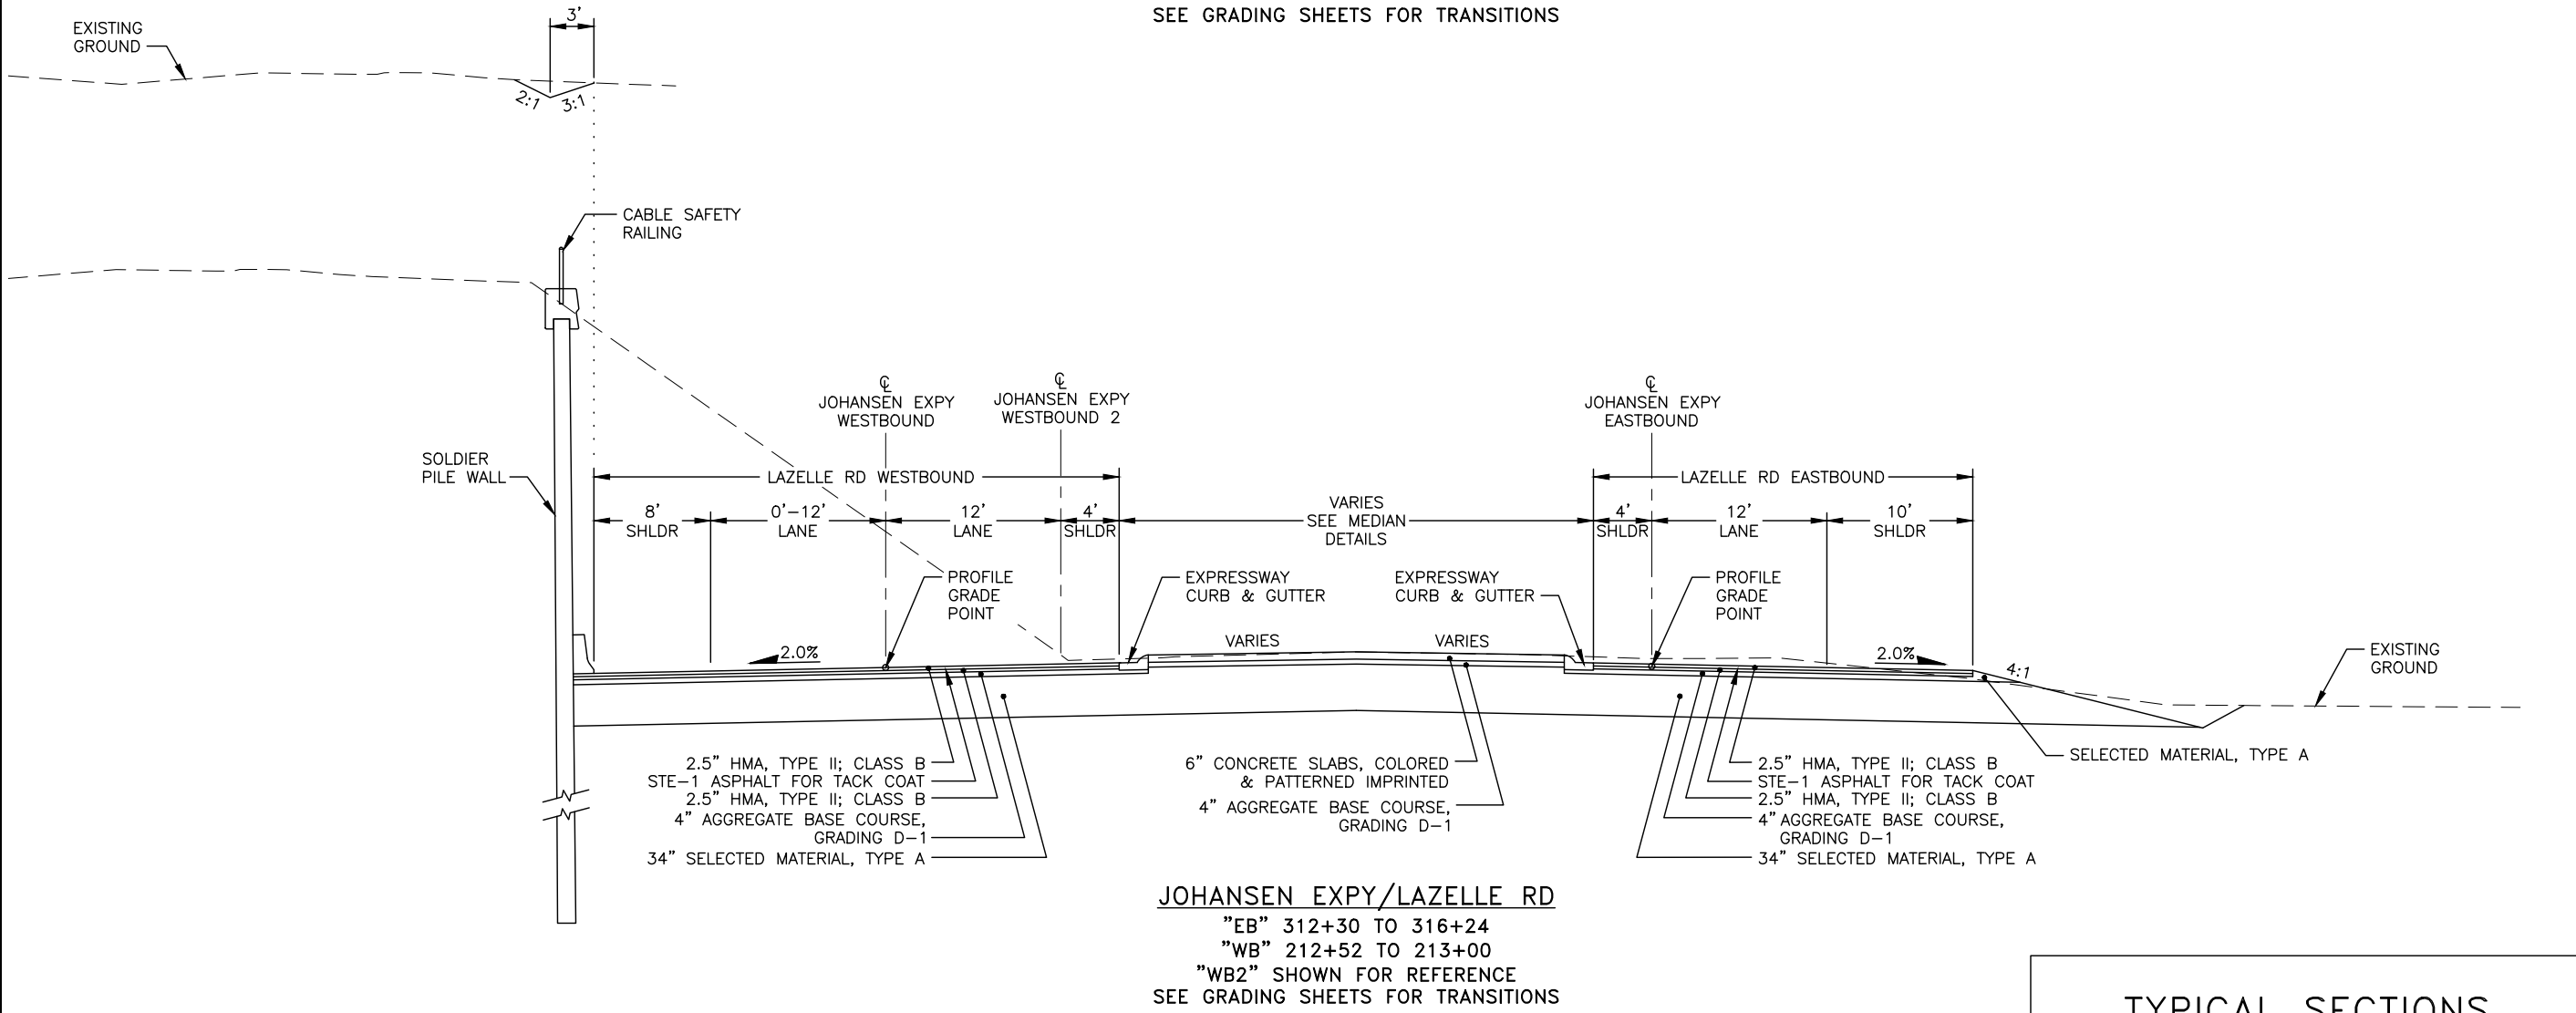 SEE GRADING SHEETS FOR TRANSITIONS
3'
EXISTING
GROUND
2:1
3:1
CABLE SAFETY
RAILING
℄
JOHANSEN EXPY
WESTBOUND
℄
JOHANSEN EXPY
WESTBOUND 2
℄
JOHANSEN EXPY
EASTBOUND
SOLDIER
PILE WALL
LAZELLE RD WESTBOUND
LAZELLE RD EASTBOUND
8'
SHLDR
0'-12'
LANE
12'
LANE
4'
SHLDR
VARIES
SEE MEDIAN
DETAILS
4'
SHLDR
12'
LANE
10'
SHLDR
PROFILE
GRADE
POINT
EXPRESSWAY
CURB & GUTTER
EXPRESSWAY
CURB & GUTTER
PROFILE
GRADE
POINT
2.0%
VARIES
VARIES
2.0%
4:1
EXISTING
GROUND
2.5" HMA, TYPE II; CLASS B
STE-1 ASPHALT FOR TACK COAT
2.5" HMA, TYPE II; CLASS B
4" AGGREGATE BASE COURSE,
GRADING D-1
34" SELECTED MATERIAL, TYPE A
6" CONCRETE SLABS, COLORED
& PATTERNED IMPRINTED
4" AGGREGATE BASE COURSE,
GRADING D-1
2.5" HMA, TYPE II; CLASS B
STE-1 ASPHALT FOR TACK COAT
2.5" HMA, TYPE II; CLASS B
4" AGGREGATE BASE COURSE,
GRADING D-1
34" SELECTED MATERIAL, TYPE A
SELECTED MATERIAL, TYPE A
JOHANSEN EXPY/LAZELLE RD
"EB" 312+30 TO 316+24
"WB" 212+52 TO 213+00
"WB2" SHOWN FOR REFERENCE
SEE GRADING SHEETS FOR TRANSITIONS
TYPICAL SECTIONS